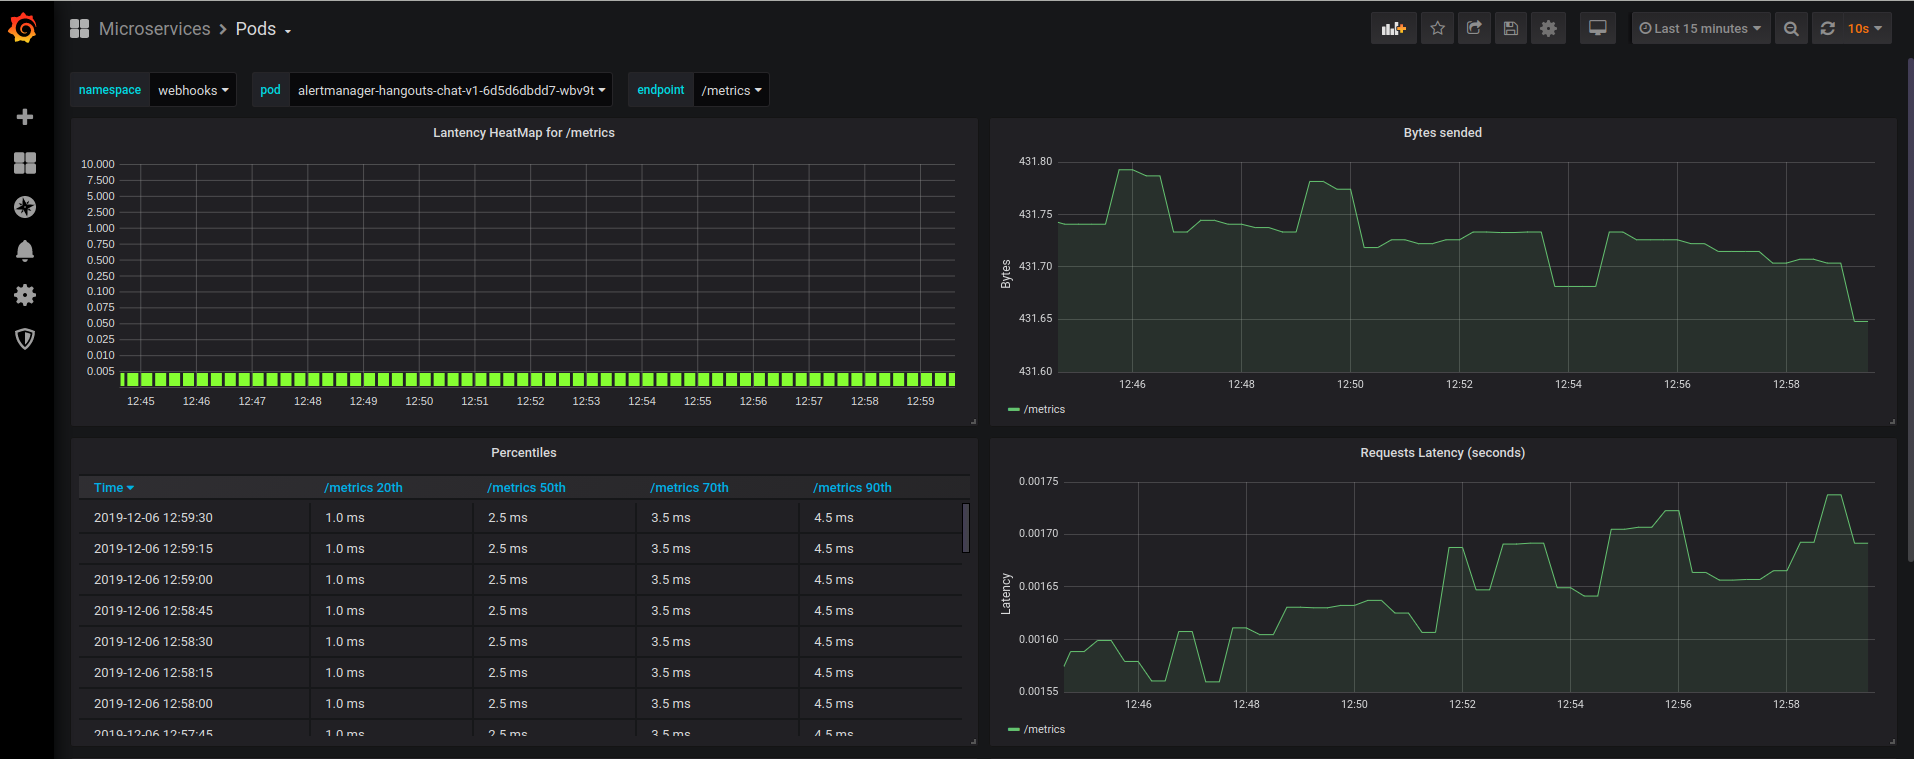 Microservices > Pods
Last 15 minutes
10s
namespace webhooks
pod alertmanager-hangouts-chat-v1-6d5d6dbdd7-wbv9t
endpoint /metrics
Lantency HeatMap for /metrics
10.000
7.500
5.000
2.500
1.000
0.750
0.500
0.250
0.100
0.075
0.050
0.025
0.010
0.005
12:45 12:46 12:47 12:48 12:49 12:50 12:51 12:52 12:53 12:54 12:55 12:56 12:57 12:58 12:59
Bytes sended
Bytes
431.80
431.75
431.70
431.65
431.60
12:46 12:48 12:50 12:52 12:54 12:56 12:58
/metrics
Percentiles
Time /metrics 20th /metrics 50th /metrics 70th /metrics 90th
2019-12-06 12:59:30 1.0 ms 2.5 ms 3.5 ms 4.5 ms
2019-12-06 12:59:15 1.0 ms 2.5 ms 3.5 ms 4.5 ms
2019-12-06 12:59:00 1.0 ms 2.5 ms 3.5 ms 4.5 ms
2019-12-06 12:58:45 1.0 ms 2.5 ms 3.5 ms 4.5 ms
2019-12-06 12:58:30 1.0 ms 2.5 ms 3.5 ms 4.5 ms
2019-12-06 12:58:15 1.0 ms 2.5 ms 3.5 ms 4.5 ms
2019-12-06 12:58:00 1.0 ms 2.5 ms 3.5 ms 4.5 ms
2019-12-06 12:57:45 1.0 ms 2.5 ms 3.5 ms 4.5 ms
Requests Latency (seconds)
Latency
0.00175
0.00170
0.00165
0.00160
0.00155
12:46 12:48 12:50 12:52 12:54 12:56 12:58
/metrics